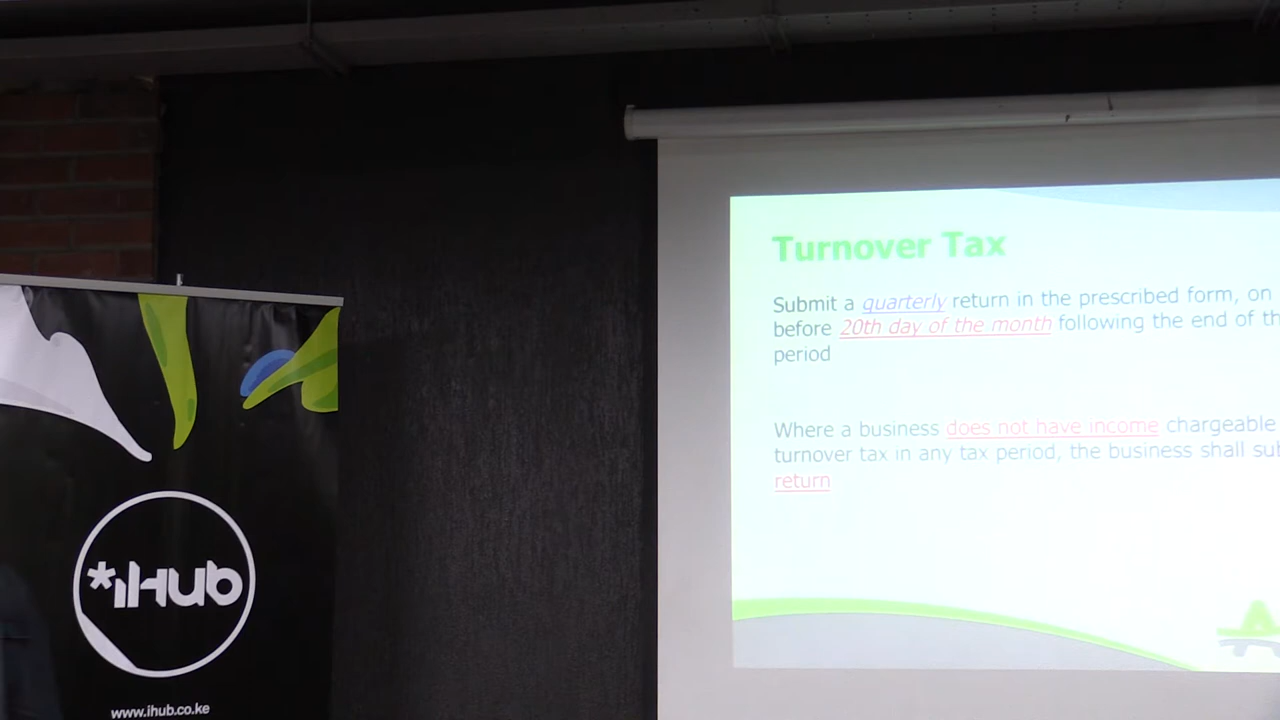 Turnover Tax
Submit a quarterly return in the prescribed form, on
before 20th day of the month following the end of th
period
Where a business does not have income chargeable
turnover tax in any tax period, the business shall sub
return
*iHub
www.ihub.co.ke